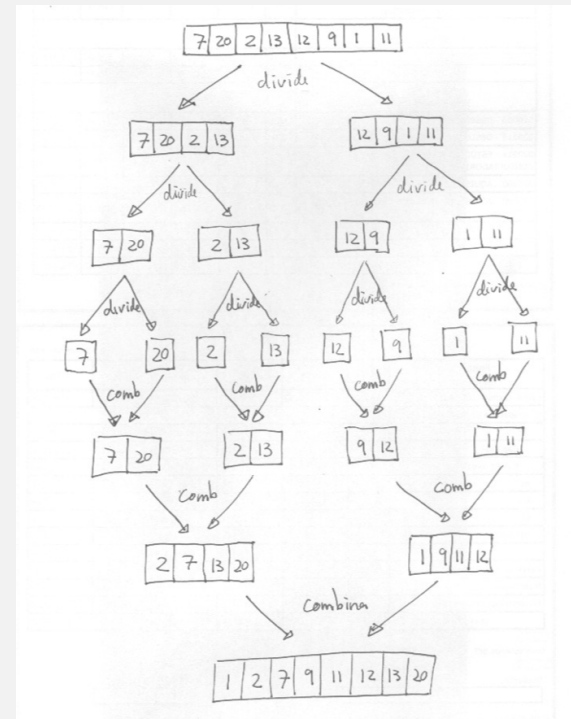 7 20 2 13 12 9 1 11
divide
7 20 2 13 12 9 1 11
divide divide
7 20 2 13 12 9 1 11
divide divide divide divide
7 20 2 13 12 9 1 11
comb comb comb comb
7 20 2 13 9 12 1 11
comb comb
2 7 13 20 1 9 11 12
combinar
1 2 7 9 11 12 13 20